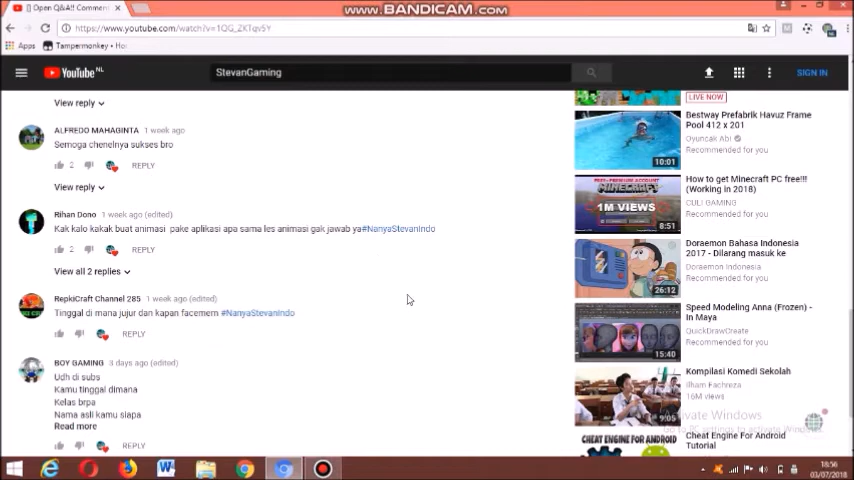 www.BANDICAM.com
[] Open Q&A!! Comment
https://www.youtube.com/watch?v=1QG_ZKTqv5Y
Apps
Tampermonkey • Ho
YouTube NL
StevanGaming
SIGN IN
View reply
ALFREDO MAHAGINTA 1 week ago
Semoga chenelnya sukses bro
2 REPLY
View reply
Rihan Dono 1 week ago (edited)
Kak kalo kakak buat animasi pake aplikasi apa sama les animasi gak jawab ya#NanyaStevanIndo
2 REPLY
View all 2 replies
RepkiCraft Channel 285 1 week ago (edited)
Tinggal di mana jujur dan kapan facemem #NanyaStevanIndo
REPLY
BOY GAMING 3 days ago (edited)
Udh di subs
Kamu tinggal dimana
Kelas brpa
Nama asli kamu siapa
Read more
REPLY
LIVE NOW
Bestway Prefabrik Havuz Frame
Pool 412 x 201
Oyuncak Abi
Recommended for you
10:01
How to get Minecraft PC free!!!
(Working in 2018)
CULI GAMING
Recommended for you
1M VIEWS
8:51
Doraemon Bahasa Indonesia
2017 - Dilarang masuk ke
Doraemon Indonesia
Recommended for you
26:12
Speed Modeling Anna (Frozen) -
In Maya
QuickDrawCreate
Recommended for you
15:40
Kompilasi Komedi Sekolah
Ilham Fachreza
16M views
9:05
Activate Windows
Go to PC settings to activate Windows.
CHEAT ENGINE FOR ANDROID
Cheat Engine For Android
Tutorial
18:56
03/07/2018